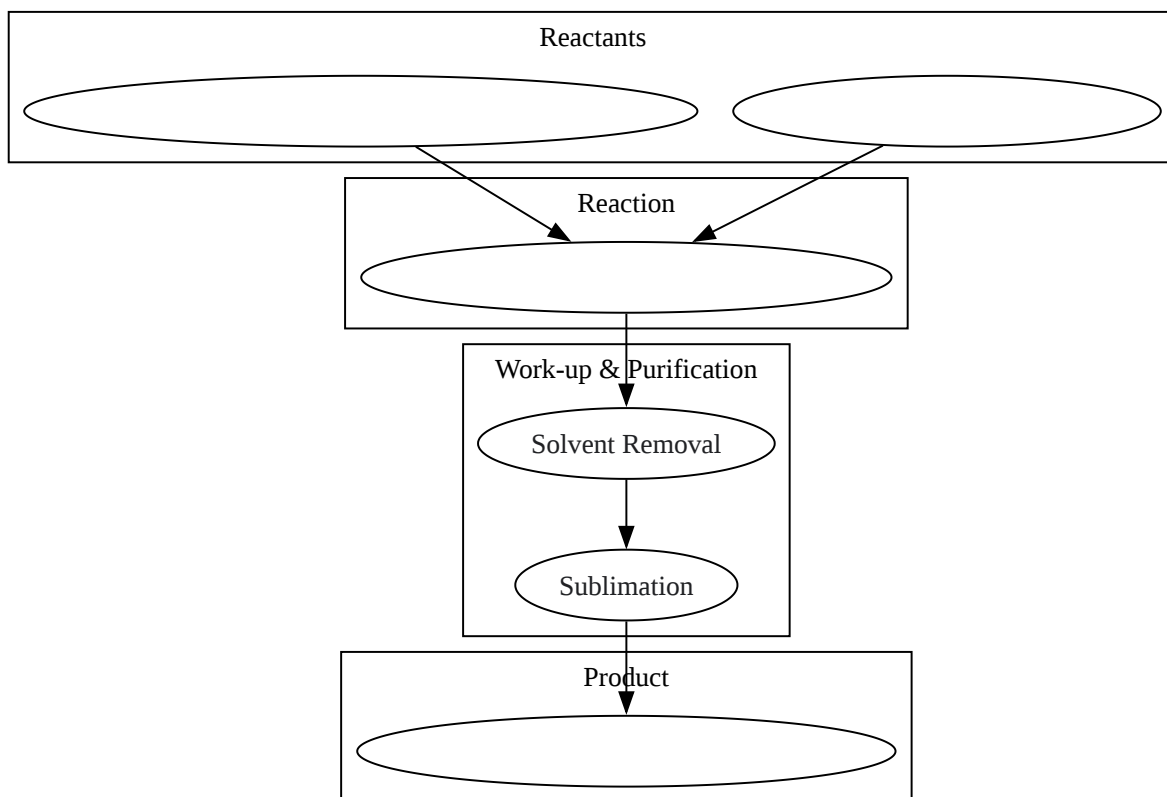 Reactants
Reaction
Work-up & Purification
Solvent Removal
Sublimation
Product